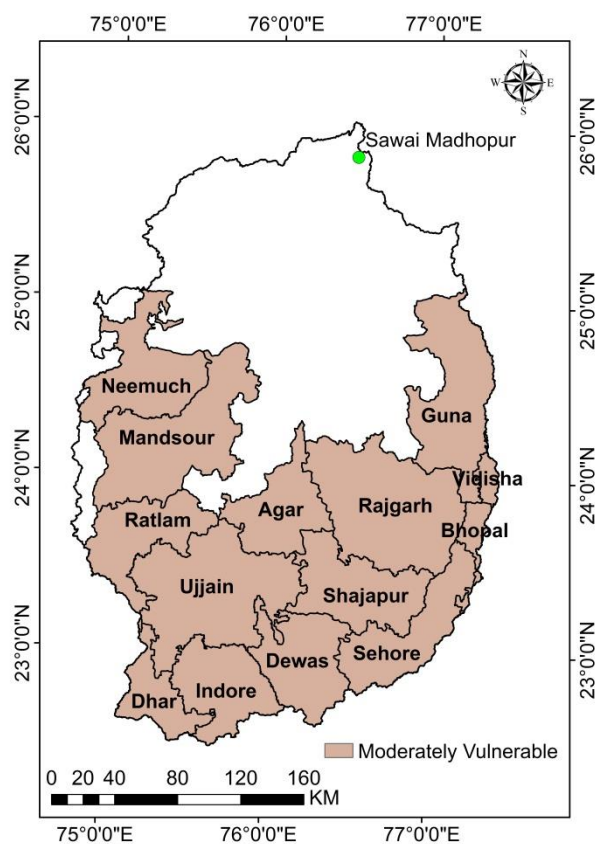 75°0'0"E 76°0'0"E 77°0'0"E
N
W E
S
26°0'0"N 26°0'0"N
Sawai Madhopur
25°0'0"N 25°0'0"N
Neemuch
Guna
Mandsour
24°0'0"N 24°0'0"N
Vidisha
Agar Rajgarh
Ratlam
Bhopal
Ujjain
Shajapur
23°0'0"N 23°0'0"N
Dewas Sehore
Dhar Indore
Moderately Vulnerable
0 20 40 80 120 160
KM
75°0'0"E 76°0'0"E 77°0'0"E